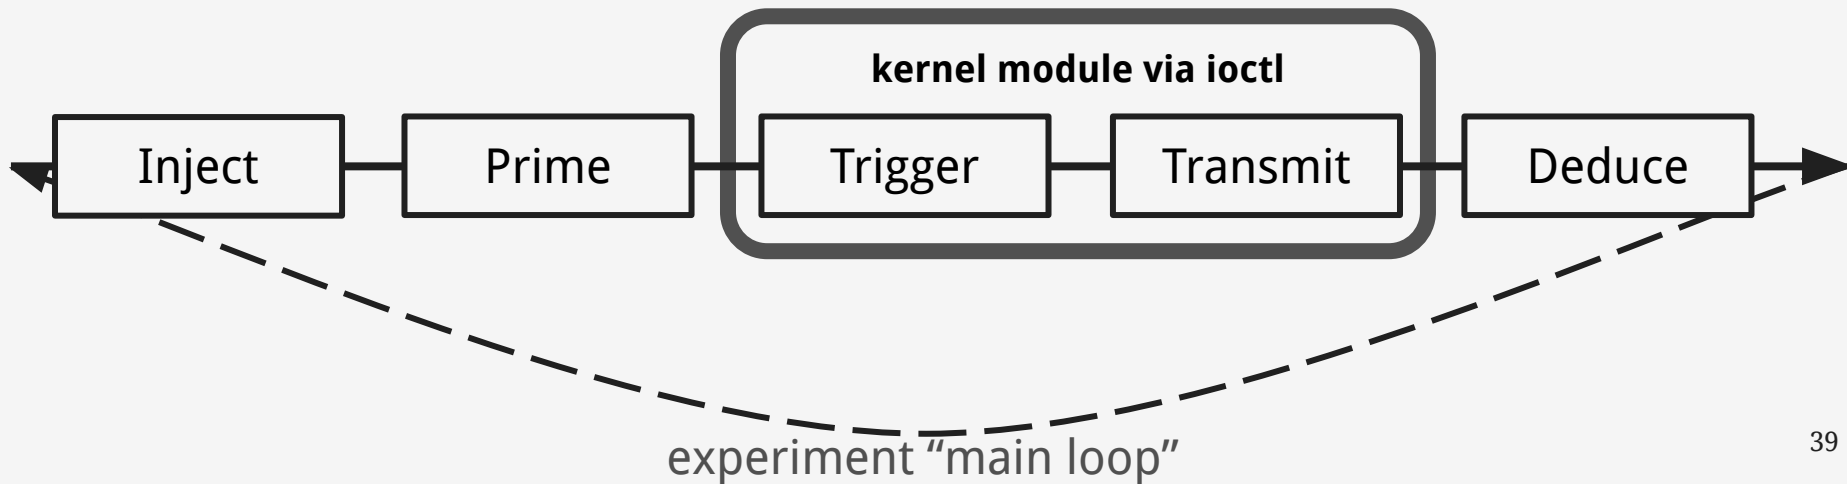 kernel module via ioctl
Inject
Prime
Trigger
Transmit
Deduce
experiment “main loop”
39